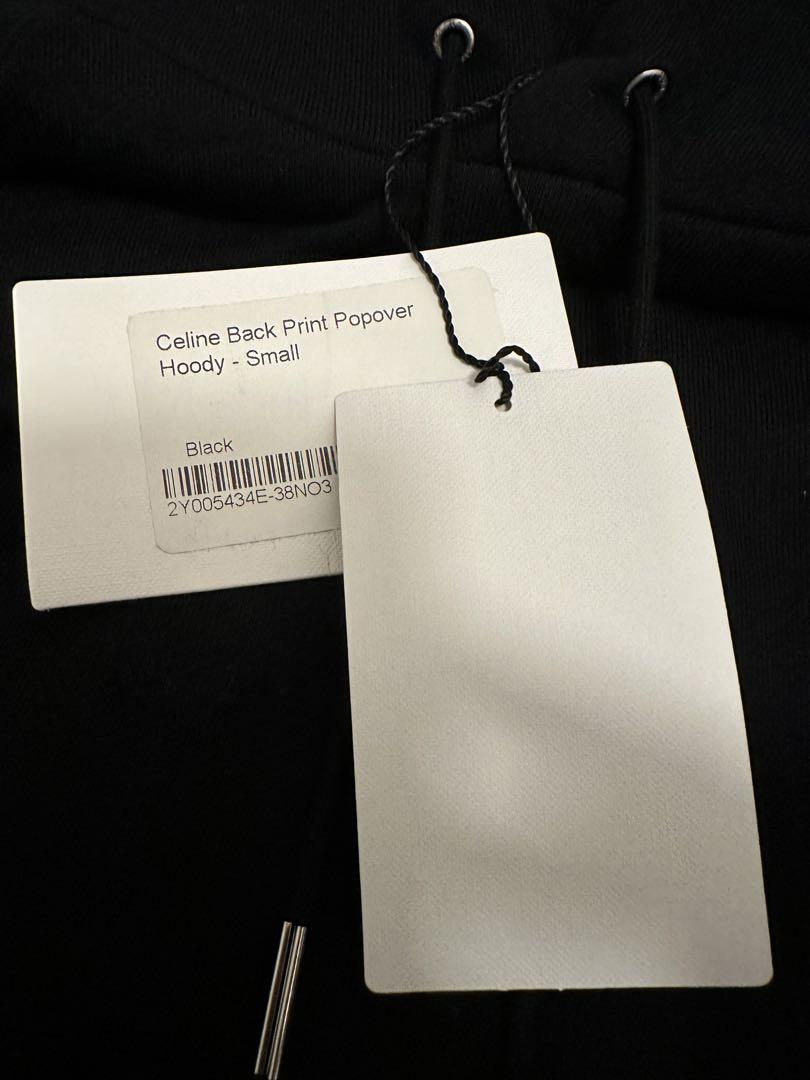 Celine Back Print Popover
Hoody - Small
Black
2Y005434E-38NO3